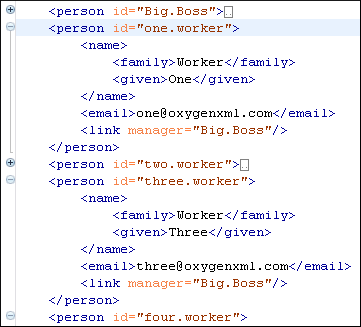 <person id="Big.Boss">..
<person id="one.worker">
<name>
<family>Worker</family>
<given>One</given>
</name>
<email>one@oxygenxml.com</email>
<link manager="Big.Boss"/>
</person>
<person id="two.worker">..
<person id="three.worker">
<name>
<family>Worker</family>
<given>Three</given>
</name>
<email>three@oxygenxml.com</email>
<link manager="Big.Boss"/>
</person>
<person id="four.worker">